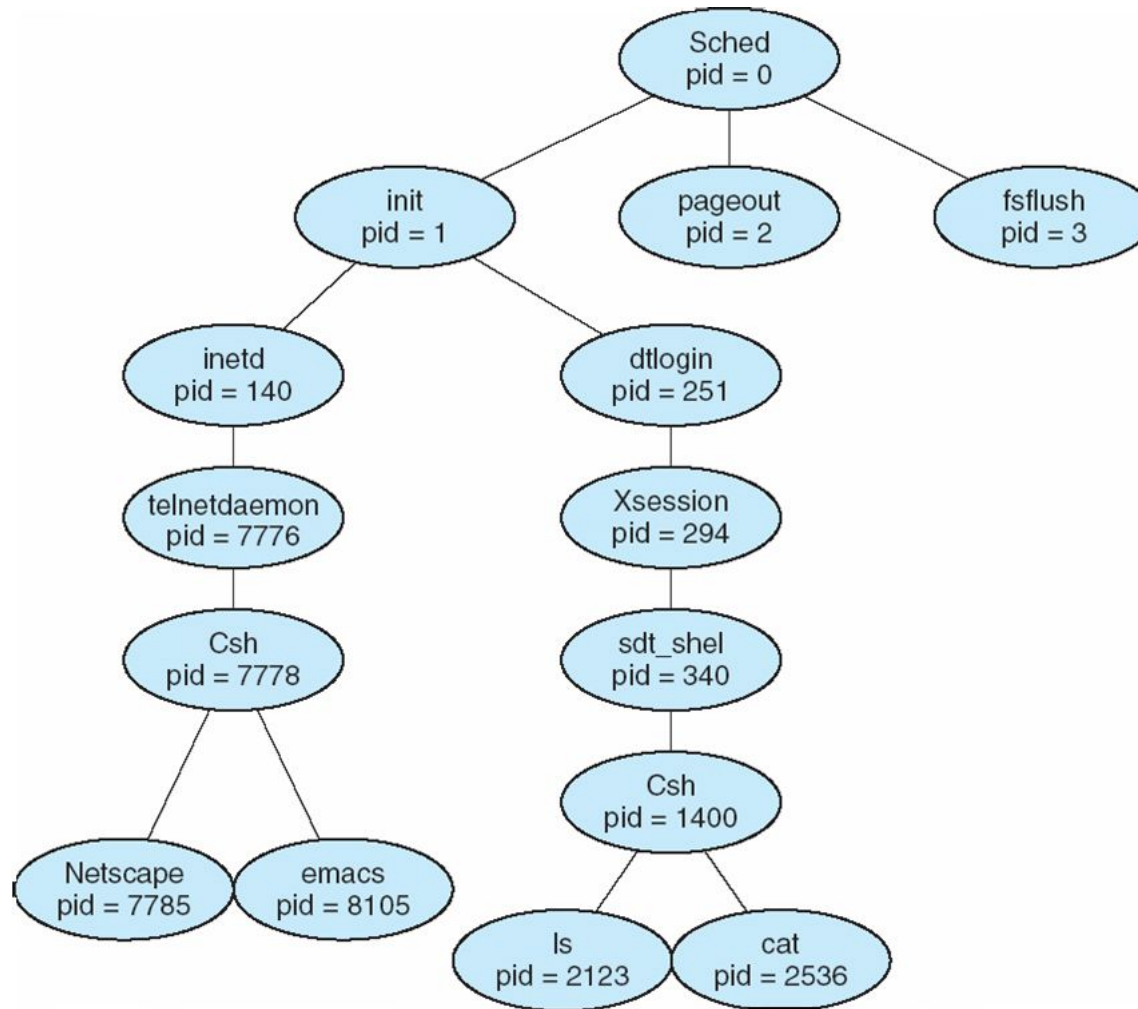 Sched
pid = 0
init
pid = 1
pageout
pid = 2
fsflush
pid = 3
inetd
pid = 140
dtlogin
pid = 251
telnetdaemon
pid = 7776
Xsession
pid = 294
Csh
pid = 7778
sdt_shel
pid = 340
Csh
pid = 1400
Netscape
pid = 7785
emacs
pid = 8105
ls
pid = 2123
cat
pid = 2536